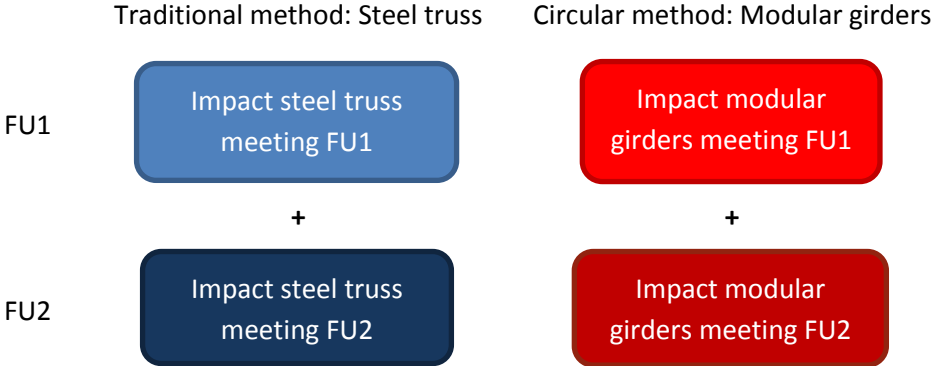 Traditional method: Steel truss
Circular method: Modular girders
FU1
Impact steel truss
meeting FU1
Impact modular
girders meeting FU1
+
+
FU2
Impact steel truss
meeting FU2
Impact modular
girders meeting FU2